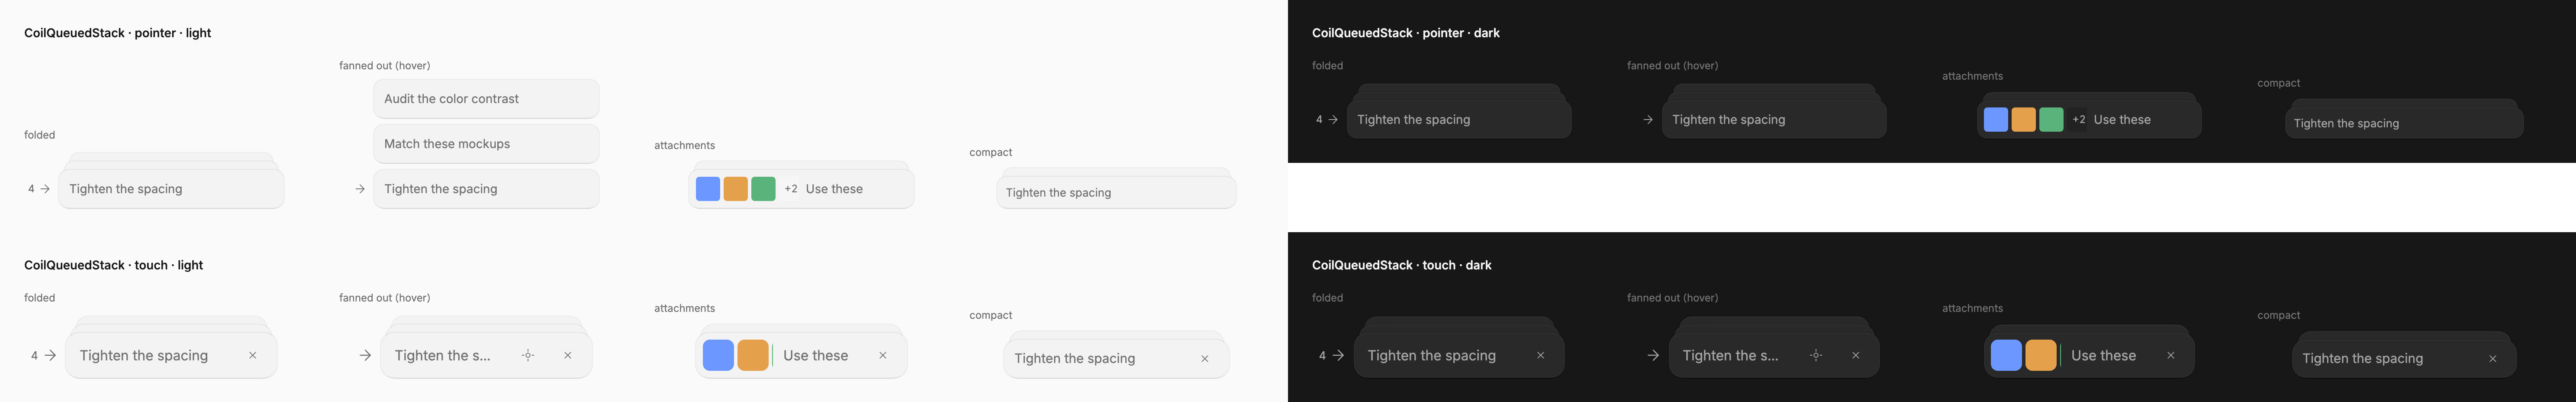 CoilQueuedStack · pointer · light
fanned out (hover)
Audit the color contrast
folded
Match these mockups
attachments
compact
4 → Tighten the spacing
→ Tighten the spacing
+2 Use these
Tighten the spacing
CoilQueuedStack · pointer · dark
folded
fanned out (hover)
attachments
compact
4 → Tighten the spacing
→ Tighten the spacing
+2 Use these
Tighten the spacing
CoilQueuedStack · touch · light
folded
fanned out (hover)
attachments
compact
4 → Tighten the spacing ×
→ Tighten the s... ×
Use these ×
Tighten the spacing ×
CoilQueuedStack · touch · dark
folded
fanned out (hover)
attachments
compact
4 → Tighten the spacing ×
→ Tighten the s... ×
Use these ×
Tighten the spacing ×